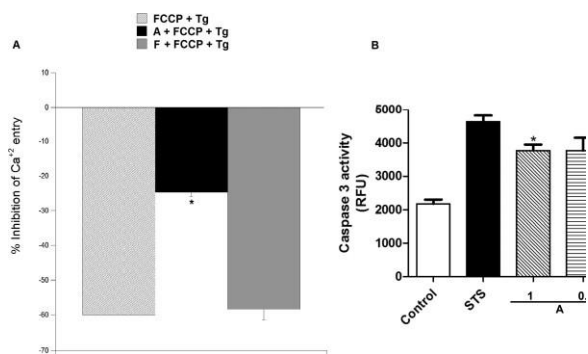 FCCP + Tg
A + FCCP + Tg
F + FCCP + Tg
A
% Inhibition of Ca+2 entry
10
0
-10
-20
-30
-40
-50
-60
-70
*
B
Caspase 3 activity
(RFU)
5000
4000
3000
2000
1000
0
*
Control
STS
1
A